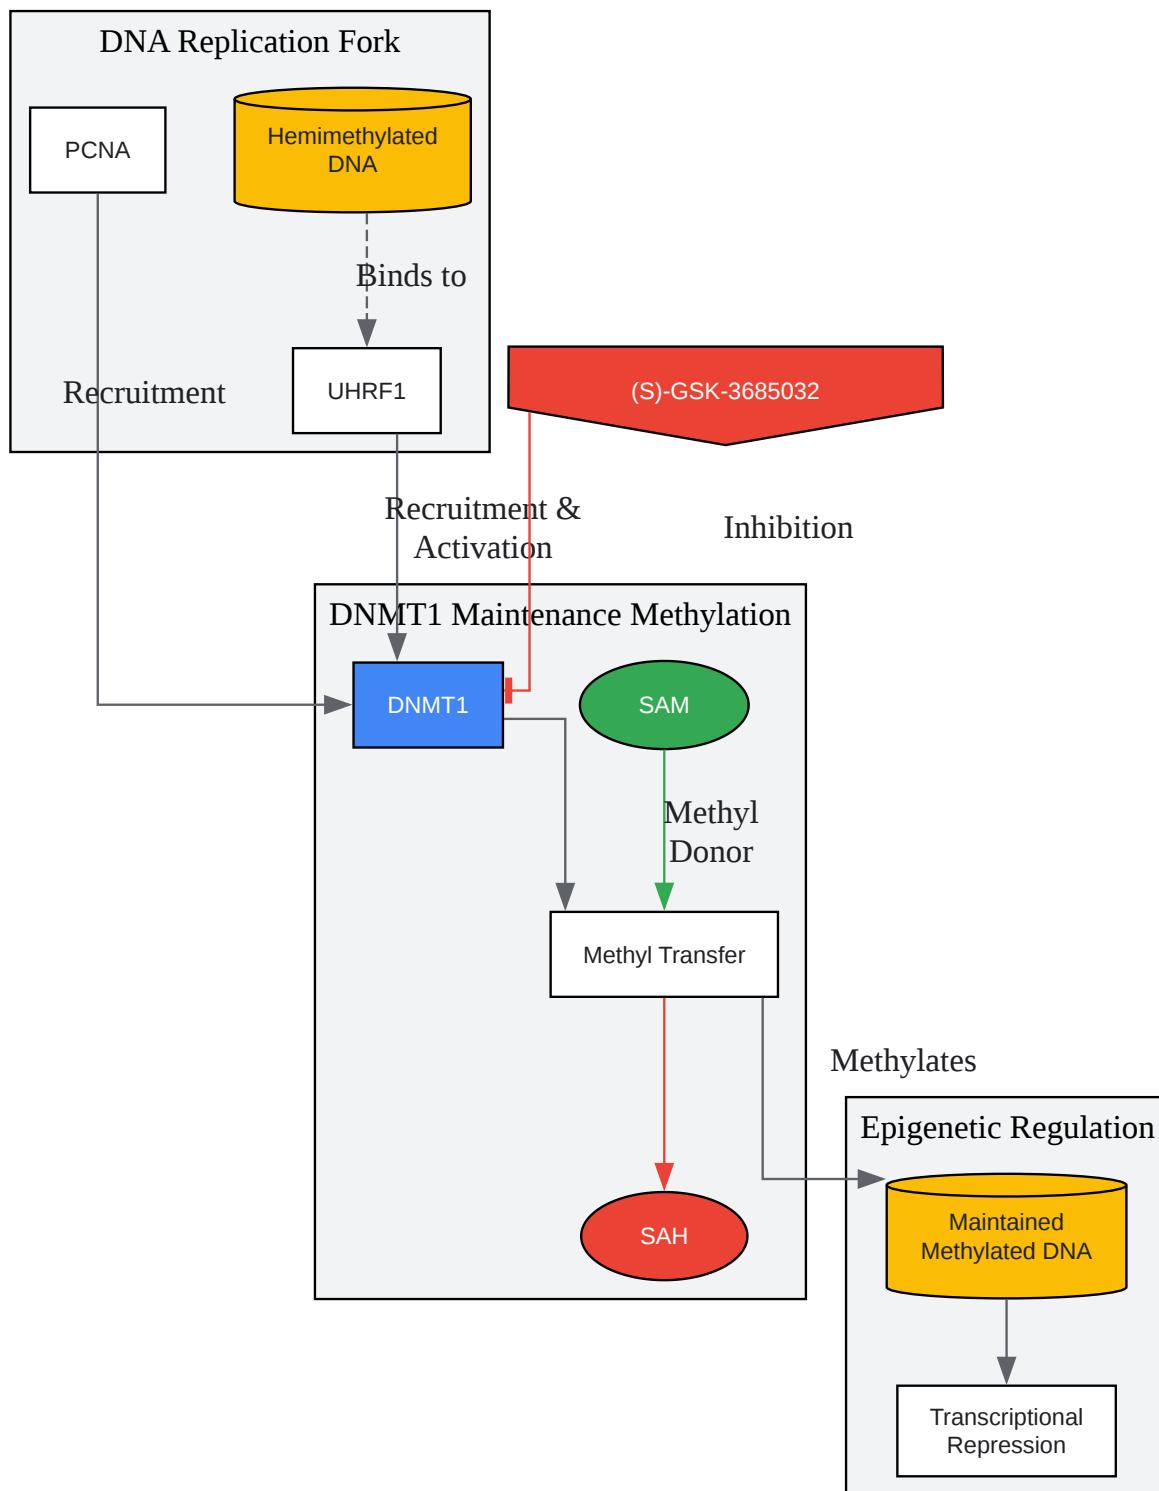 DNA Replication Fork
PCNA
Hemimethylated
DNA
Binds to
Recruitment
UHRF1
(S)-GSK-3685032
Recruitment &
Activation
Inhibition
DNMT1 Maintenance Methylation
DNMT1
SAM
Methyl
Donor
Methyl Transfer
Methylates
Epigenetic Regulation
SAH
Maintained
Methylated DNA
Transcriptional
Repression